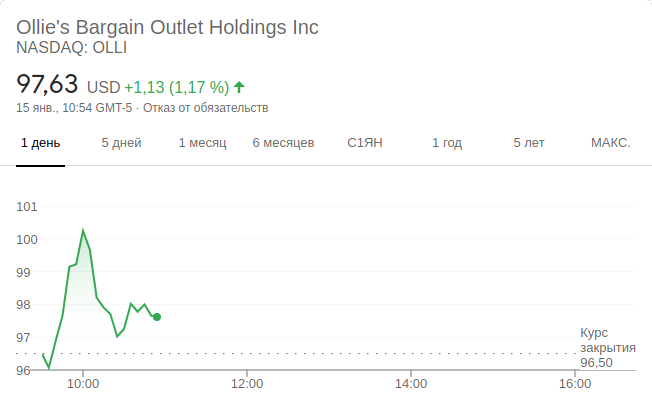 Ollie's Bargain Outlet Holdings Inc
NASDAQ: OLLI
97,63 USD +1,13 (1,17 %)
15 янв., 10:54 GMT-5 · Отказ от обязательств
1 день 5 дней 1 месяц 6 месяцев С1ЯН 1 год 5 лет МАКС.
101
100
99
98
97
96
Курс
закрытия
96,50
10:00 12:00 14:00 16:00